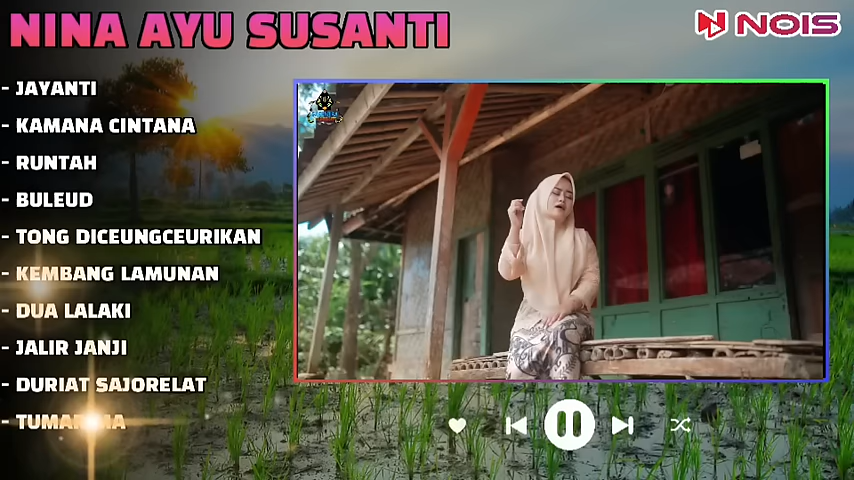 NINA AYU SUSANTI
NOIS
- JAYANTI
- KAMANA CINTANA
- RUNTAH
- BULEUD
- TONG DICEUNGCEURIKAN
- KEMBANG LAMUNAN
- DUA LALAKI
- JALIR JANJI
- DURIAT SAJORELAT